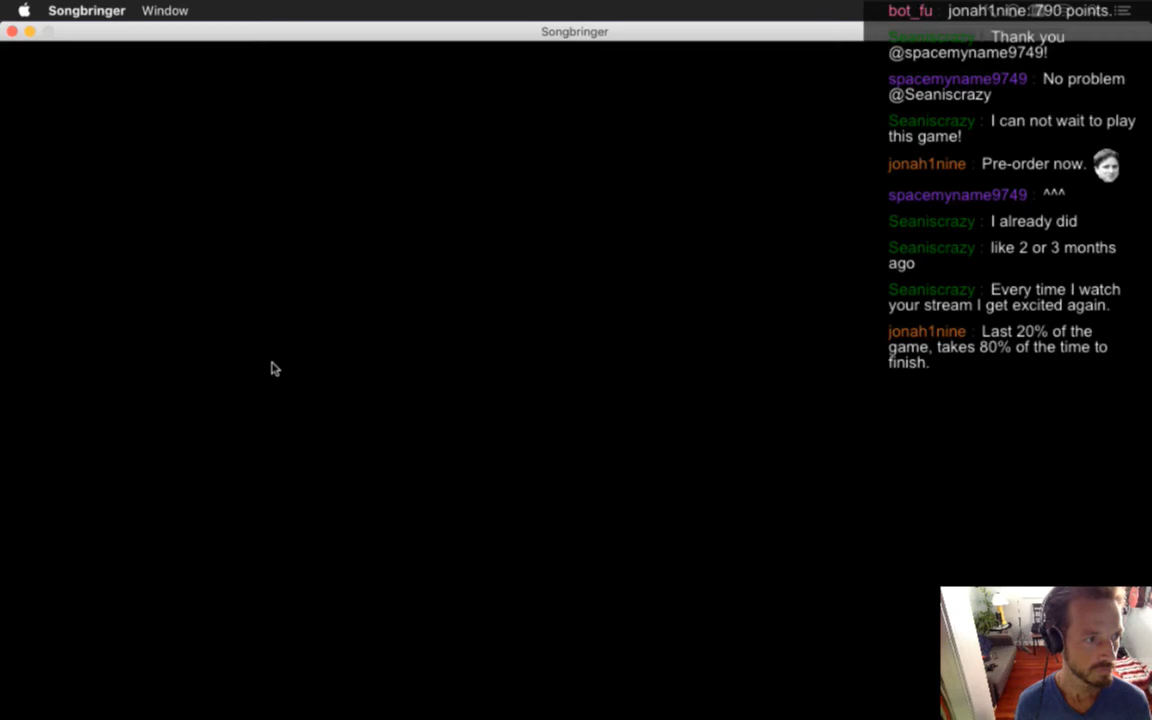 Songbringer Window
Songbringer
bot_fu : jonah1nine: 790 points.
Seaniscrazy : Thank you
@spacemyname9749!
spacemyname9749 : No problem
@Seaniscrazy
Seaniscrazy : I can not wait to play
this game!
jonah1nine : Pre-order now.
spacemyname9749 : ^^^
Seaniscrazy : I already did
Seaniscrazy : like 2 or 3 months
ago
Seaniscrazy : Every time I watch
your stream I get excited again.
jonah1nine : Last 20% of the
game, takes 80% of the time to
finish.